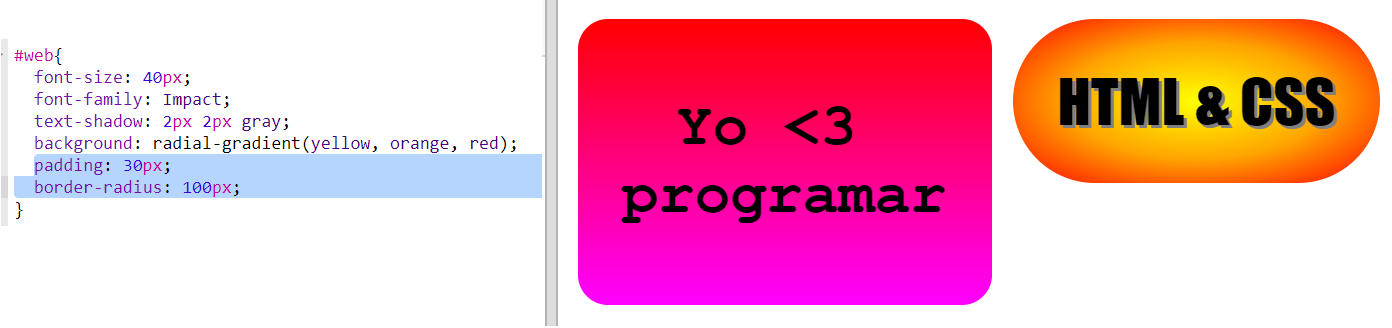 #web{
font-size: 40px;
font-family: Impact;
text-shadow: 2px 2px gray;
background: radial-gradient(yellow, orange, red);
padding: 30px;
border-radius: 100px;
}
Yo <3
programar
HTML & CSS